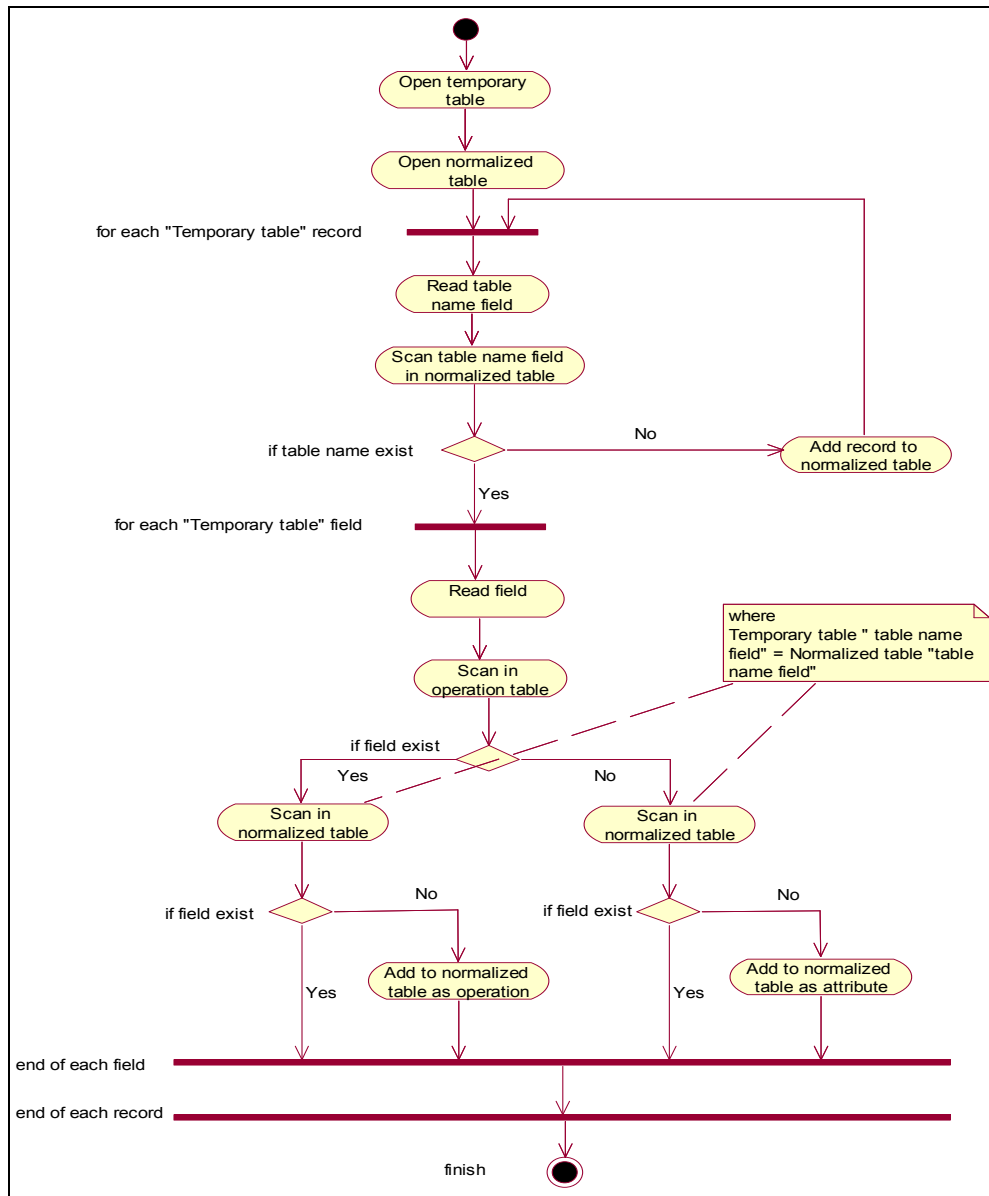 Open temporary
table
Open normalized
table
for each "Temporary table" record
Read table
name field
Scan table name field
in normalized table
if table name exist
No
Add record to
normalized table
Yes
for each "Temporary table" field
Read field
where
Temporary table " table name
field" = Normalized table "table
name field"
Scan in
operation table
if field exist
Yes
No
Scan in
normalized table
Scan in
normalized table
if field exist
No
if field exist
No
Add to normalized
table as operation
Add to normalized
table as attribute
Yes
Yes
end of each field
end of each record
finish